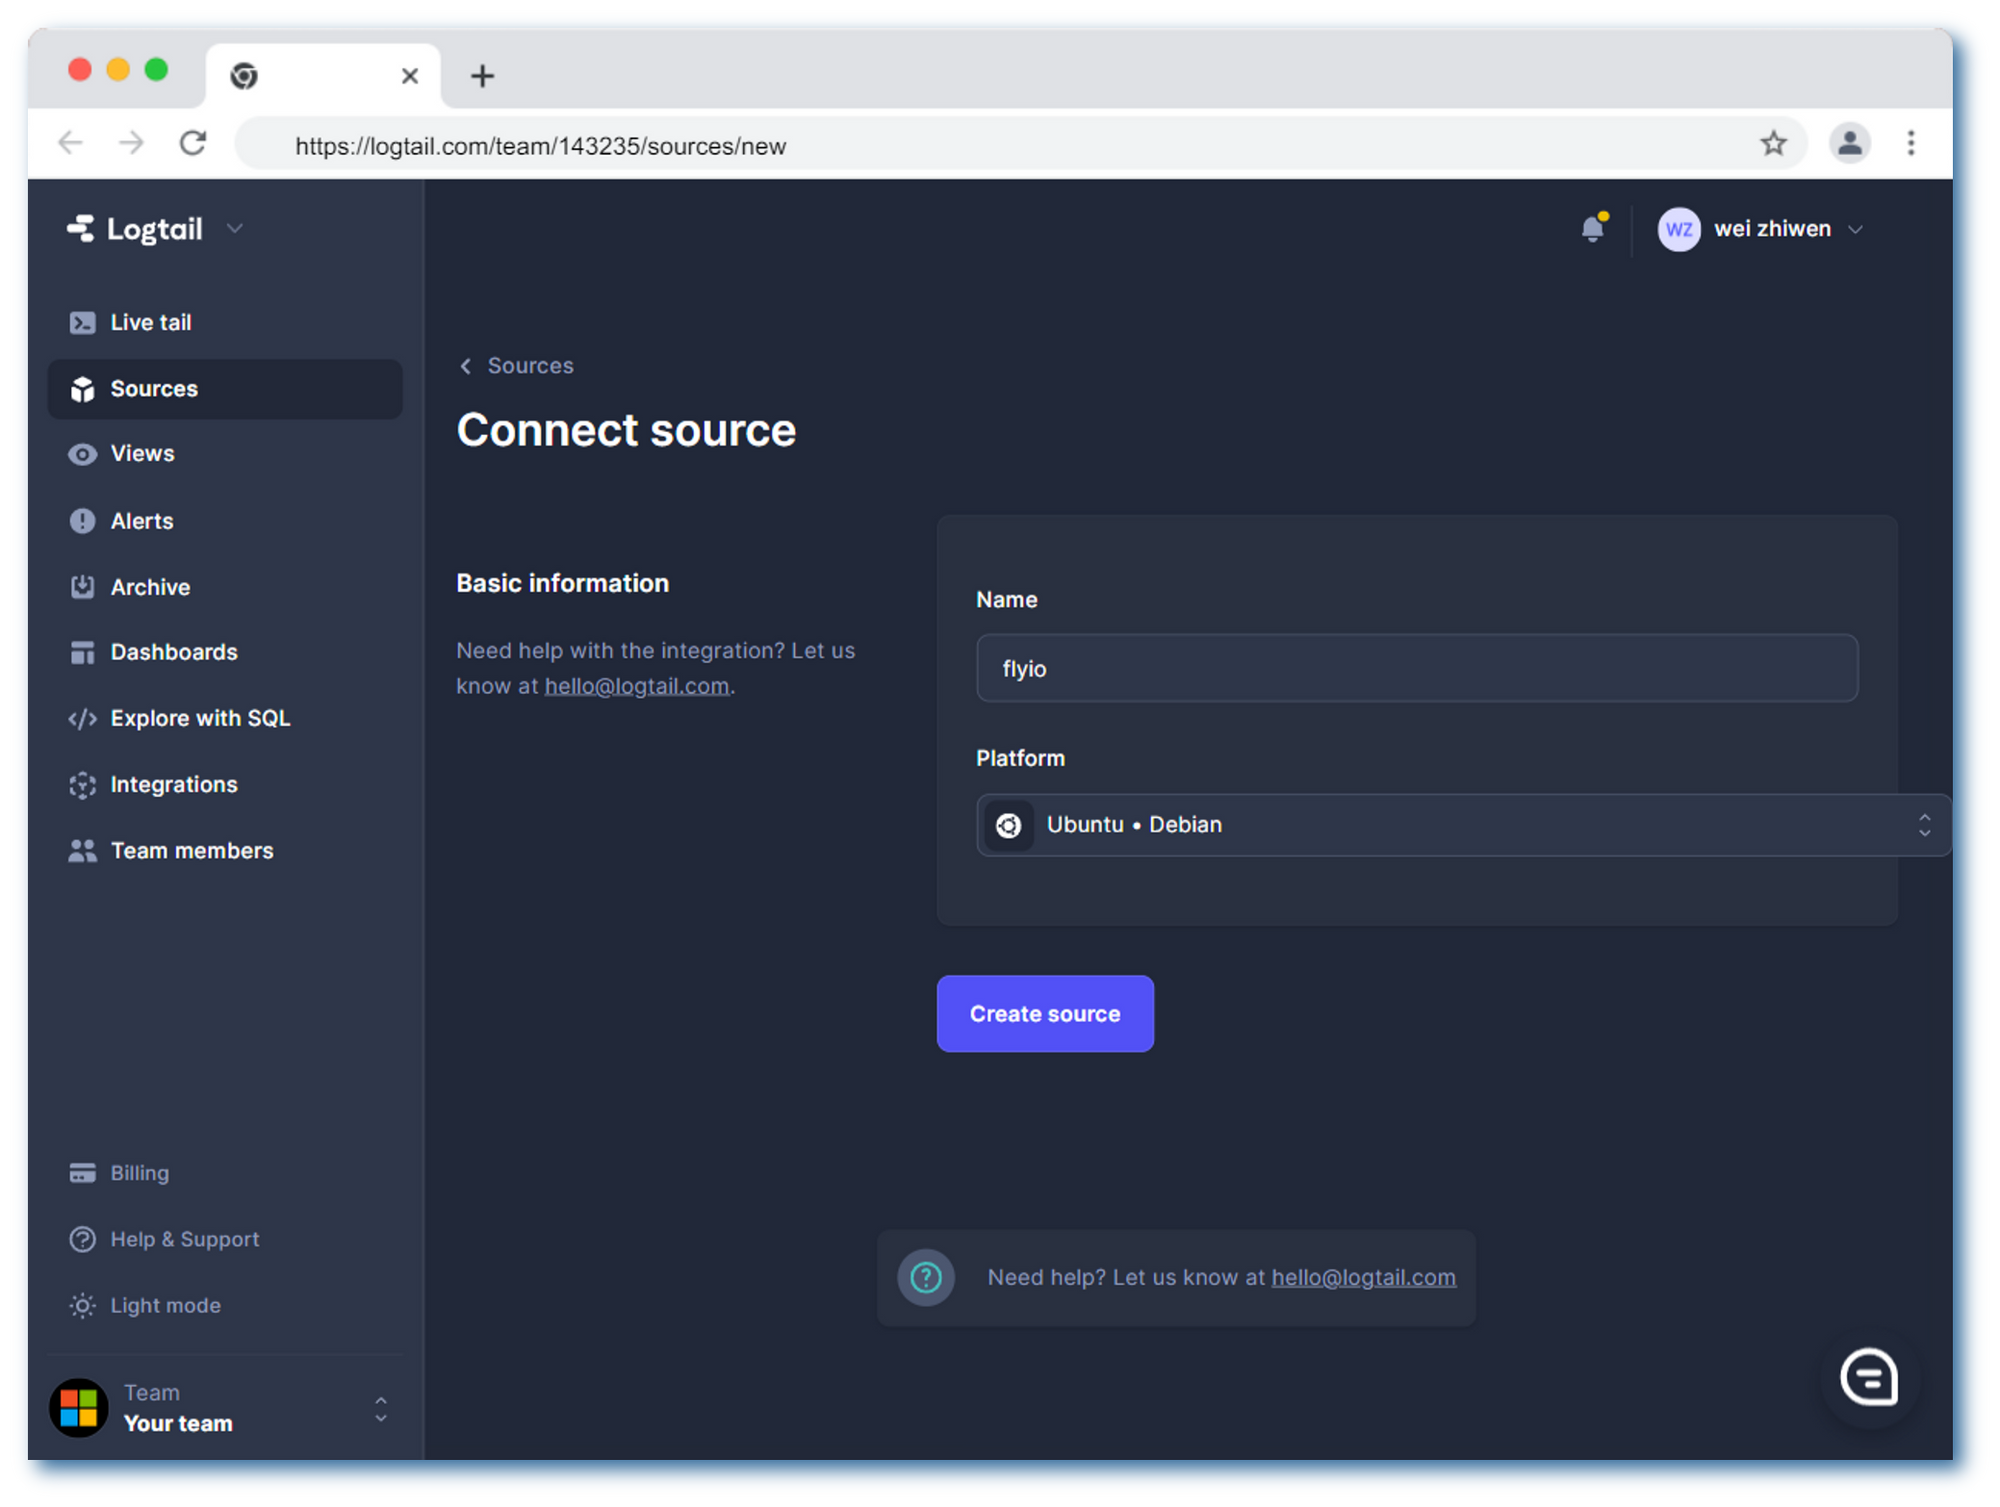 https://logtail.com/team/143235/sources/new
Logtail
WZ wei zhiwen
Live tail
Sources
Views
Alerts
Archive
Dashboards
Explore with SQL
Integrations
Team members
Billing
Help & Support
Light mode
Team
Your team
Sources
Connect source
Basic information
Need help with the integration? Let us
know at hello@logtail.com.
Name
flyio
Platform
Ubuntu • Debian
Create source
Need help? Let us know at hello@logtail.com